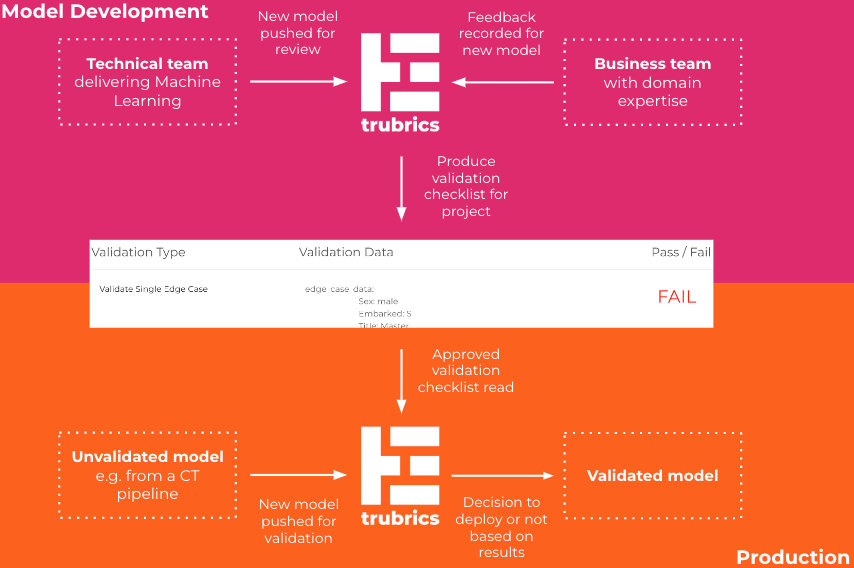 Model Development
New model
pushed for
review
Feedback
recorded for
new model
Technical team
delivering Machine
Learning
trubrics
Business team
with domain
expertise
Produce
validation
checklist for
project
Validation Type
Validation Data
Pass / Fail
Validate Single Edge Case
edge_case_data:
FAIL
Sex: male
Embarked: S
Title: Master
Approved
validation
checklist read
Unvalidated model
e.g. from a CT
pipeline
New model
pushed for
validation
trubrics
Decision to
deploy or not
based on
results
Validated model
Production